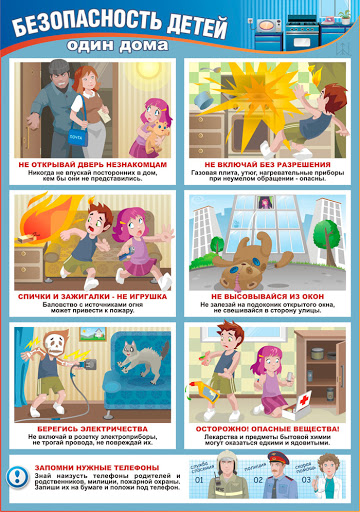 БЕЗОПАСНОСТЬ ДЕТЕЙ
один дома
ПОЧТА
НЕ ОТКРЫВАЙ ДВЕРЬ НЕЗНАКОМЦАМ
Никогда не впускай посторонних в дом,
кем бы они не представились.
НЕ ВКЛЮЧАЙ БЕЗ РАЗРЕШЕНИЯ
Газовая плита, утюг, нагревательные приборы
при неумелом обращении - опасны.
СПИЧКИ И ЗАЖИГАЛКИ - НЕ ИГРУШКА
Баловство с источниками огня
может привести к пожару.
НЕ ВЫСОВЫВАЙСЯ ИЗ ОКОН
Не залезай на подоконник открытого окна,
не свешивайся в сторону улицы.
БЕРЕГИСЬ ЭЛЕКТРИЧЕСТВА
Не включай в розетку электроприборы,
не трогай провода, не повреждай их.
ОСТОРОЖНО! ОПАСНЫЕ ВЕЩЕСТВА!
Лекарства и предметы бытовой химии
могут оказаться едкими и ядовитыми.
ЗАПОМНИ НУЖНЫЕ ТЕЛЕФОНЫ
Знай наизусть телефоны родителей и
родственников, милиции, пожарной охраны.
Запиши их на бумаге и положи под телефон.
служба спасения
01
полиция
02
скорая помощь
03